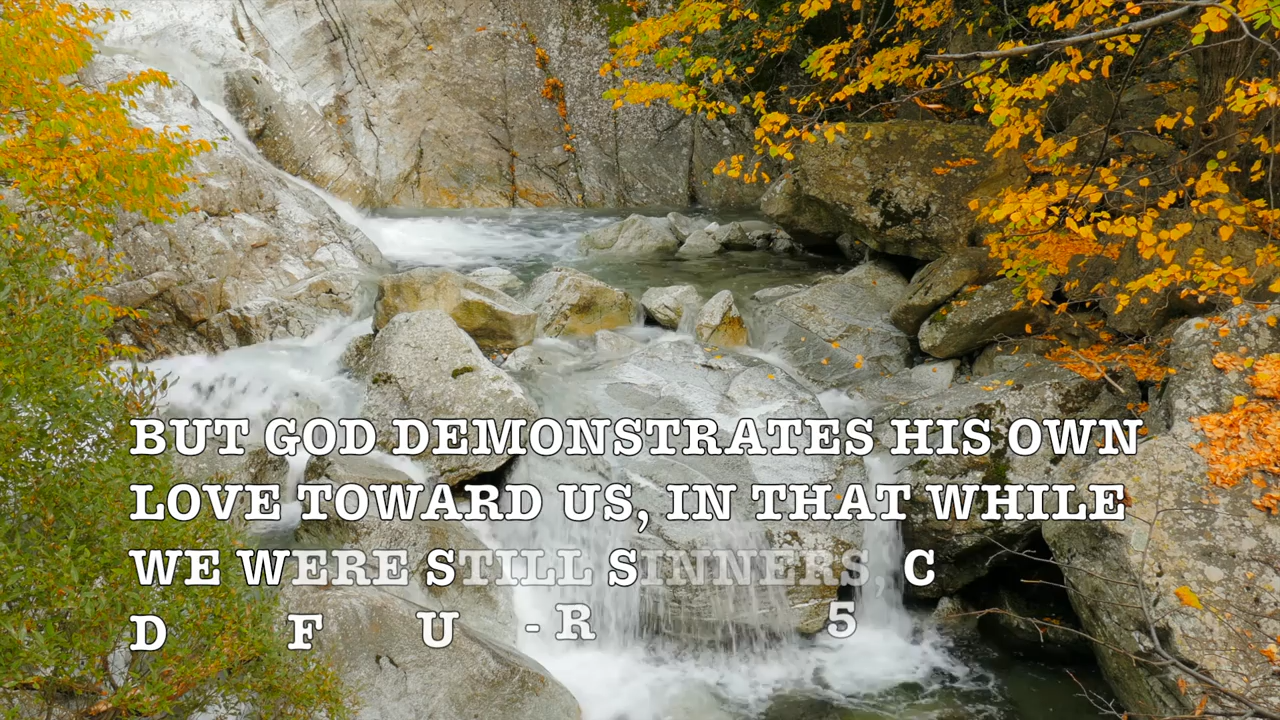 BUT GOD DEMONSTRATES HIS OWN
LOVE TOWARD US, IN THAT WHILE
WE WERE STILL SINNERS, C
D F U - R 5